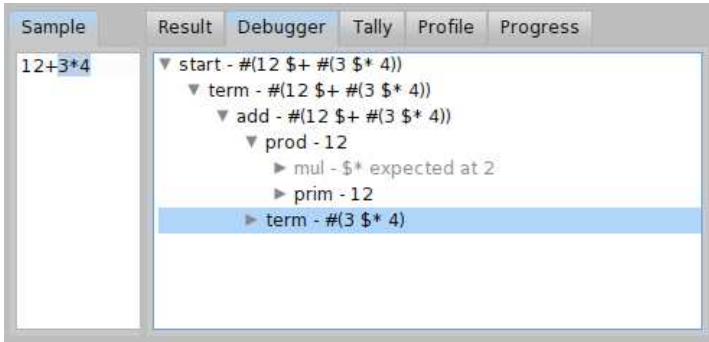 Sample Result Debugger Tally Profile Progress
12+3*4
start - #(12 $+ #(3 $* 4))
term - #(12 $+ #(3 $* 4))
add - #(12 $+ #(3 $* 4))
prod - 12
mul - $* expected at 2
prim - 12
term - #(3 $* 4)